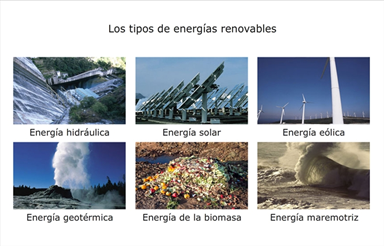 Los tipos de energías renovables
Energía hidráulica
Energía solar
Energía eólica
Energía geotérmica
Energía de la biomasa
Energía maremotriz